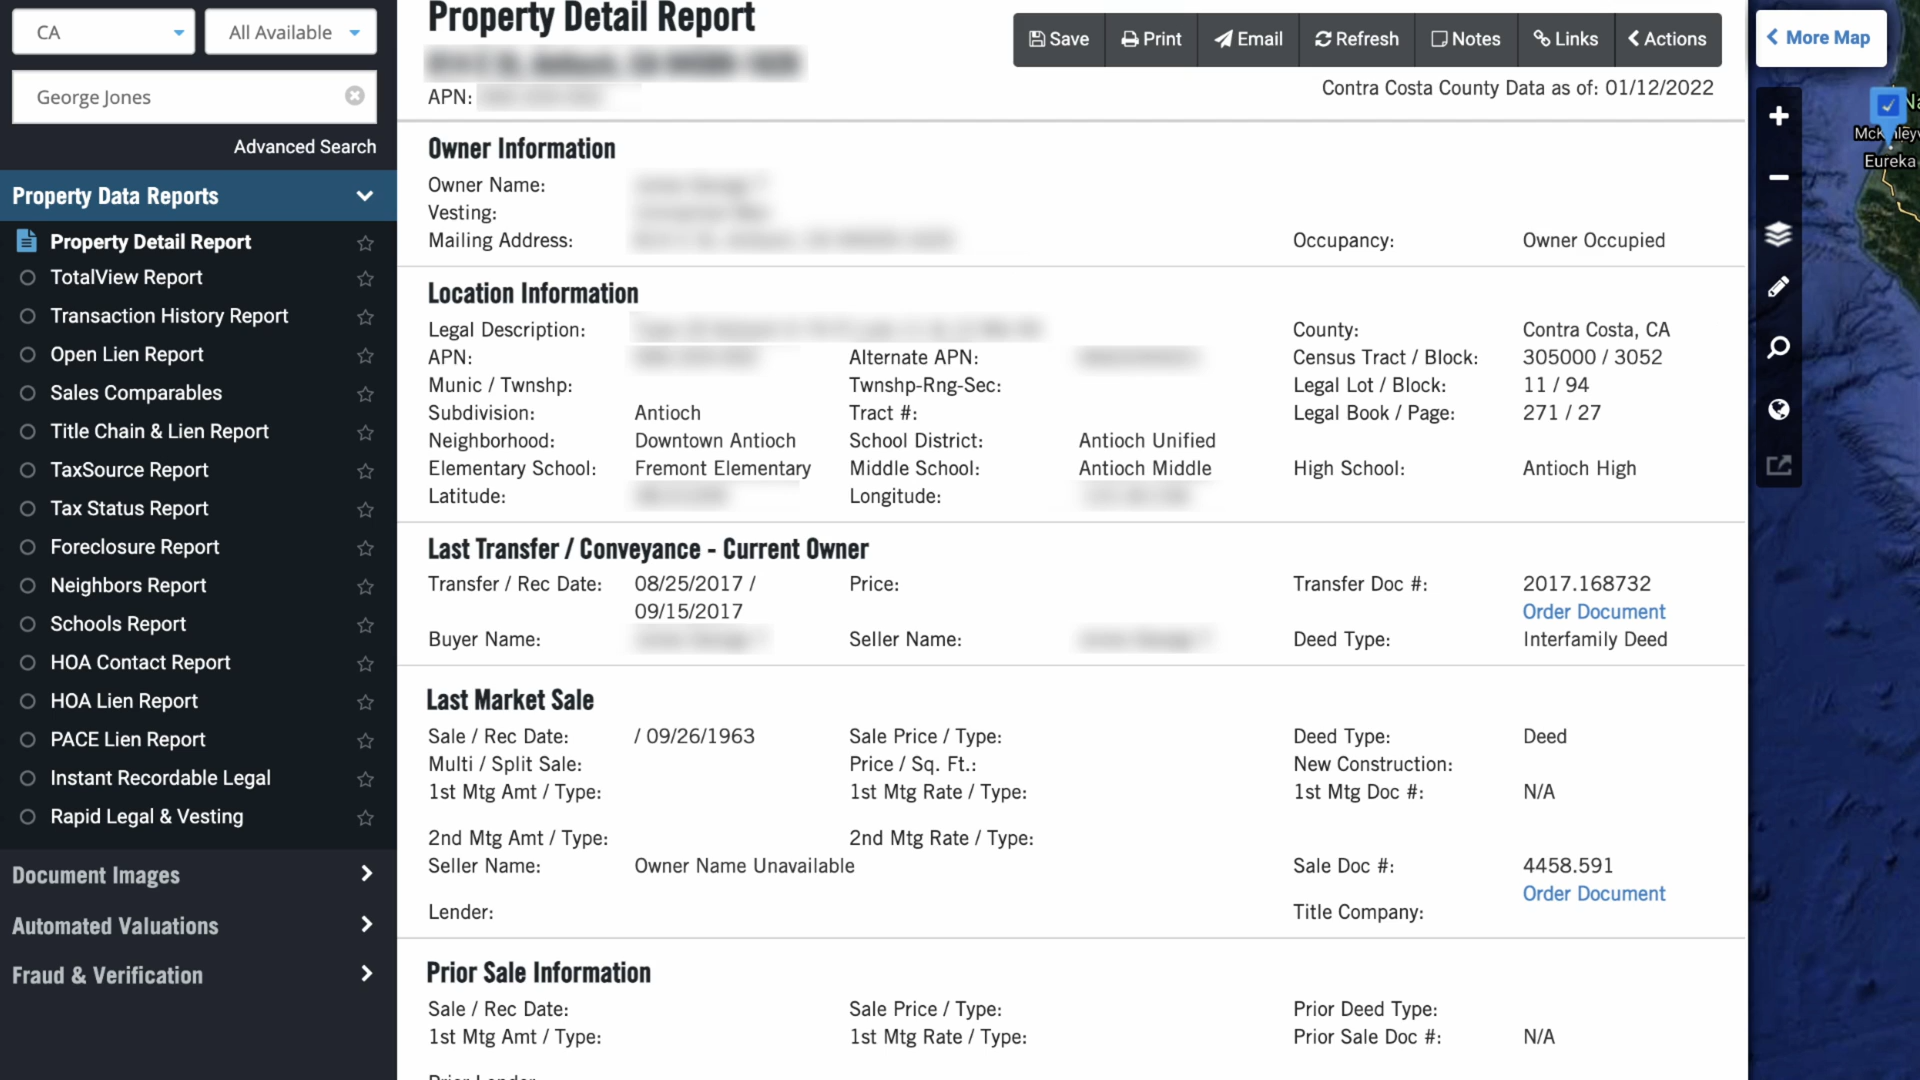 CA
All Available
George Jones
Advanced Search
Property Data Reports
Property Detail Report
TotalView Report
Transaction History Report
Open Lien Report
Sales Comparables
Title Chain & Lien Report
TaxSource Report
Tax Status Report
Foreclosure Report
Neighbors Report
Schools Report
HOA Contact Report
HOA Lien Report
PACE Lien Report
Instant Recordable Legal
Rapid Legal & Vesting
Document Images
Automated Valuations
Fraud & Verification
Property Detail Report
Save Print Email Refresh Notes Links Actions
APN:
Contra Costa County Data as of: 01/12/2022
Owner Information
Owner Name:
Vesting:
Mailing Address: Occupancy: Owner Occupied
Location Information
Legal Description: County: Contra Costa, CA
APN: Alternate APN: Census Tract / Block: 305000 / 3052
Munic / Twnshp: Twnshp-Rng-Sec: Legal Lot / Block: 11 / 94
Subdivision: Antioch Tract #: Legal Book / Page: 271 / 27
Neighborhood: Downtown Antioch School District: Antioch Unified
Elementary School: Fremont Elementary Middle School: Antioch Middle High School: Antioch High
Latitude: Longitude:
Last Transfer / Conveyance - Current Owner
Transfer / Rec Date: 08/25/2017 / Price: Transfer Doc #: 2017.168732
09/15/2017 Order Document
Buyer Name: Seller Name: Deed Type: Interfamily Deed
Last Market Sale
Sale / Rec Date: / 09/26/1963 Sale Price / Type: Deed Type: Deed
Multi / Split Sale: Price / Sq. Ft.: New Construction:
1st Mtg Amt / Type: 1st Mtg Rate / Type: 1st Mtg Doc #: N/A
2nd Mtg Amt / Type: 2nd Mtg Rate / Type:
Seller Name: Owner Name Unavailable Sale Doc #: 4458.591
Order Document
Lender: Title Company:
Prior Sale Information
Sale / Rec Date: Sale Price / Type: Prior Deed Type:
1st Mtg Amt / Type: 1st Mtg Rate / Type: Prior Sale Doc #: N/A
More Map
Eureka